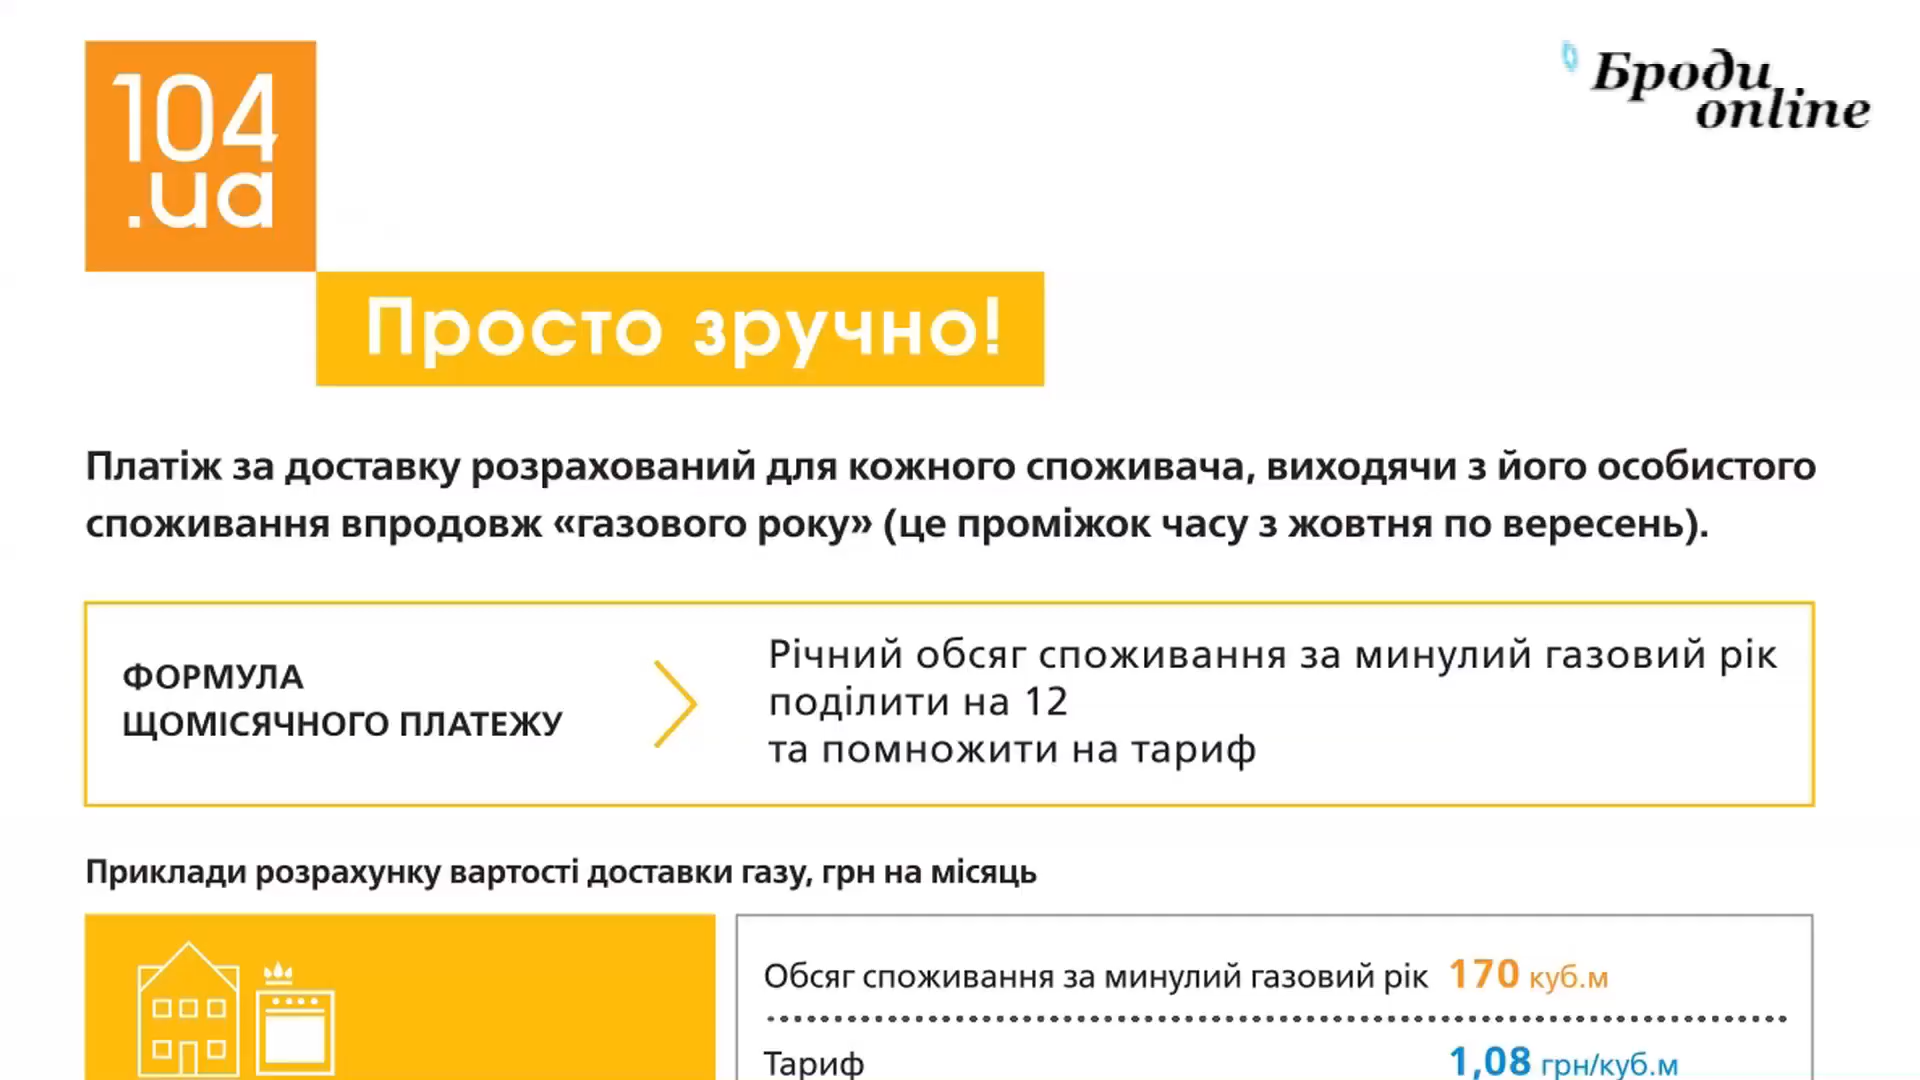 104
.ua
Броди
online
Просто зручно!
Платіж за доставку розрахований для кожного споживача, виходячи з його особистого
споживання впродовж «газового року» (це проміжок часу з жовтня по вересень).
ФОРМУЛА
ЩОМІСЯЧНОГО ПЛАТЕЖУ
Річний обсяг споживання за минулий газовий рік
поділити на 12
та помножити на тариф
Приклади розрахунку вартості доставки газу, грн на місяць
Обсяг споживання за минулий газовий рік 170 куб.м
Тариф 1,08 грн/куб.м